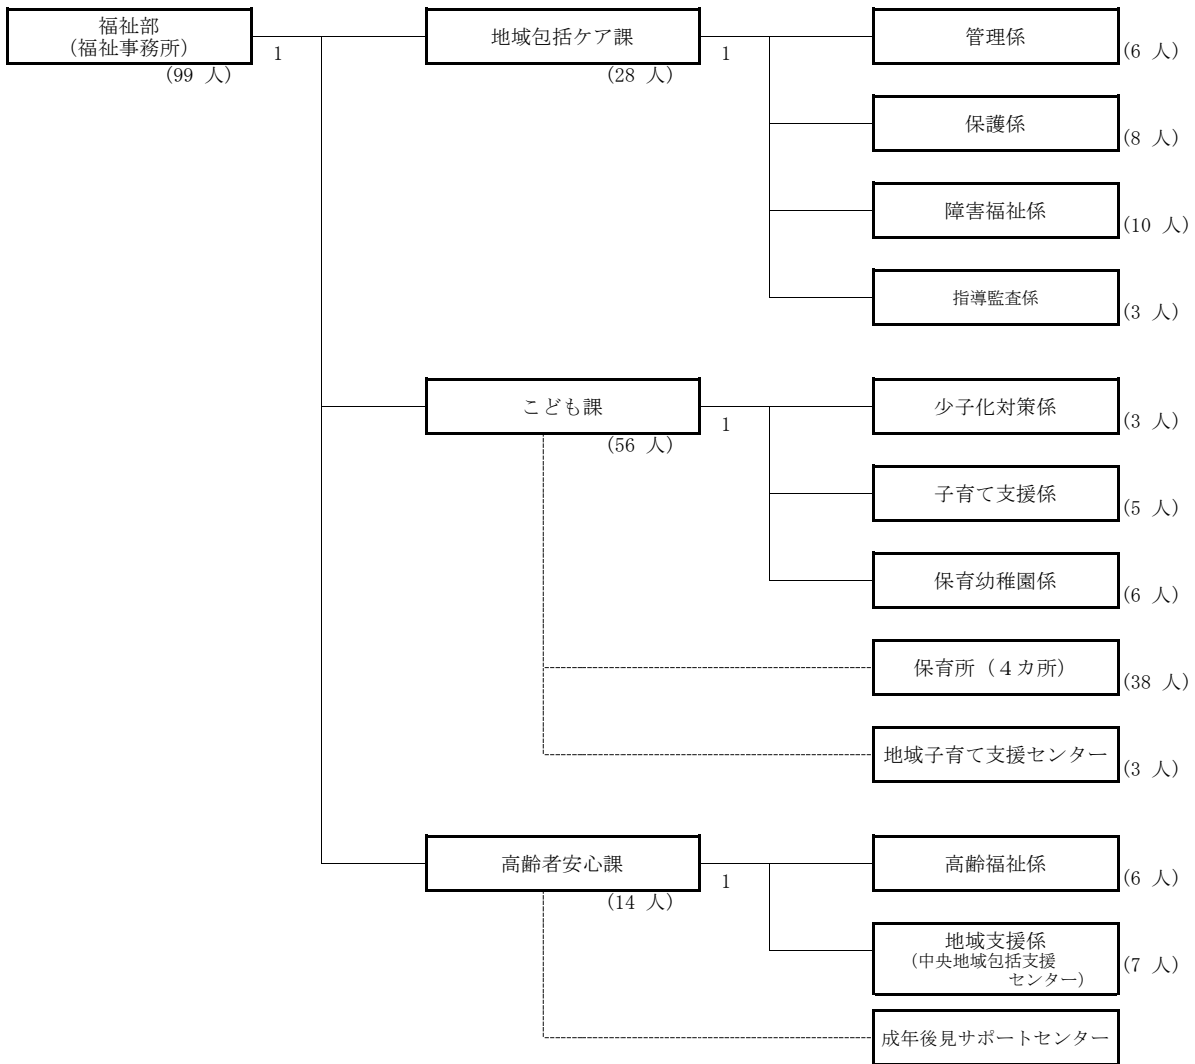 福祉部
(福祉事務所)
(99 人)
1
地域包括ケア課
(28 人)
1
管理係
(6 人)
保護係
(8 人)
障害福祉係
(10 人)
指導監査係
(3 人)
こども課
(56 人)
1
少子化対策係
(3 人)
子育て支援係
(5 人)
保育幼稚園係
(6 人)
保育所(4カ所)
(38 人)
地域子育て支援センター
(3 人)
高齢者安心課
(14 人)
1
高齢福祉係
(6 人)
地域支援係
(中央地域包括支援
センター)
(7 人)
成年後見サポートセンター